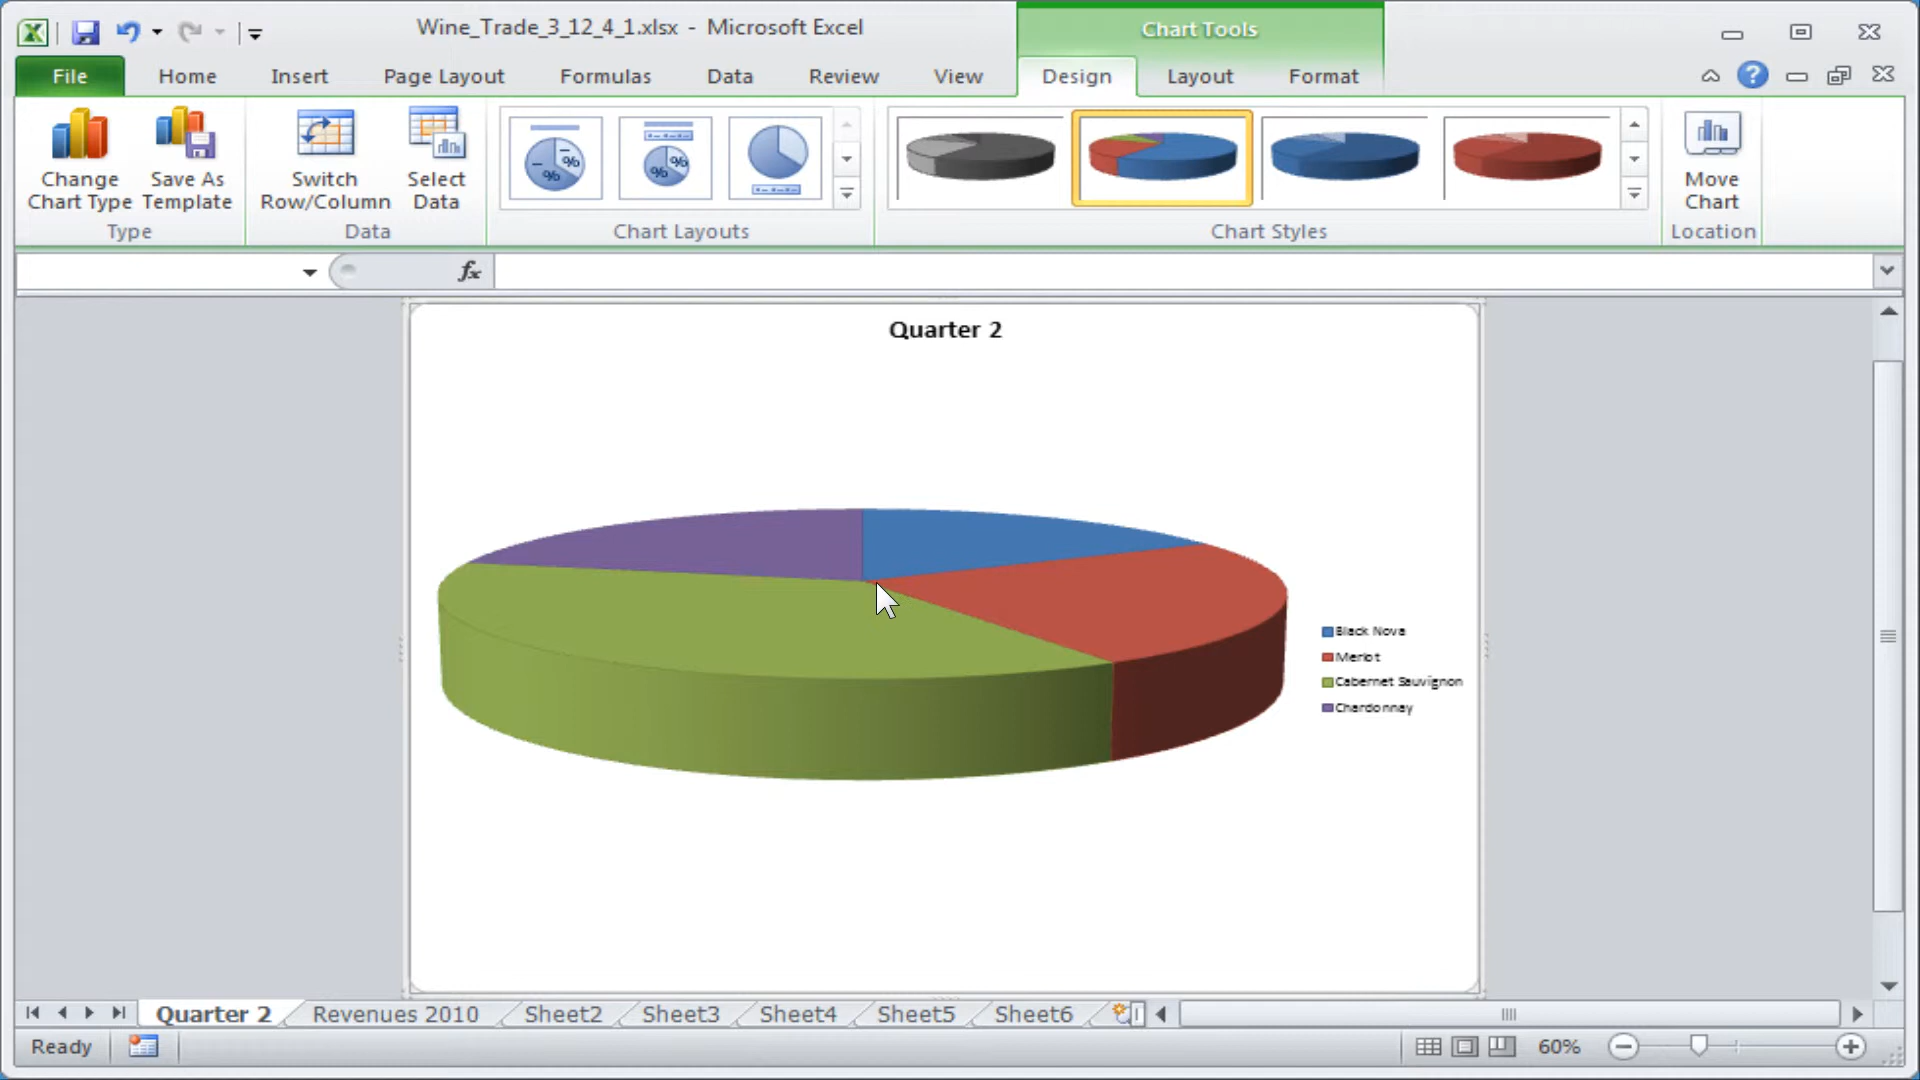 Wine_Trade_3_12_4_1.xlsx - Microsoft Excel
Chart Tools
File Home Insert Page Layout Formulas Data Review View Design Layout Format
Change Chart Type
Save As Template
Switch Row/Column
Select Data
Move Chart
Type Data Chart Layouts Chart Styles Location
fx
Quarter 2
Black Nova
Merlot
Cabernet Sauvignon
Chardonnay
Quarter 2 Revenues 2010 Sheet2 Sheet3 Sheet4 Sheet5 Sheet6
Ready 60%